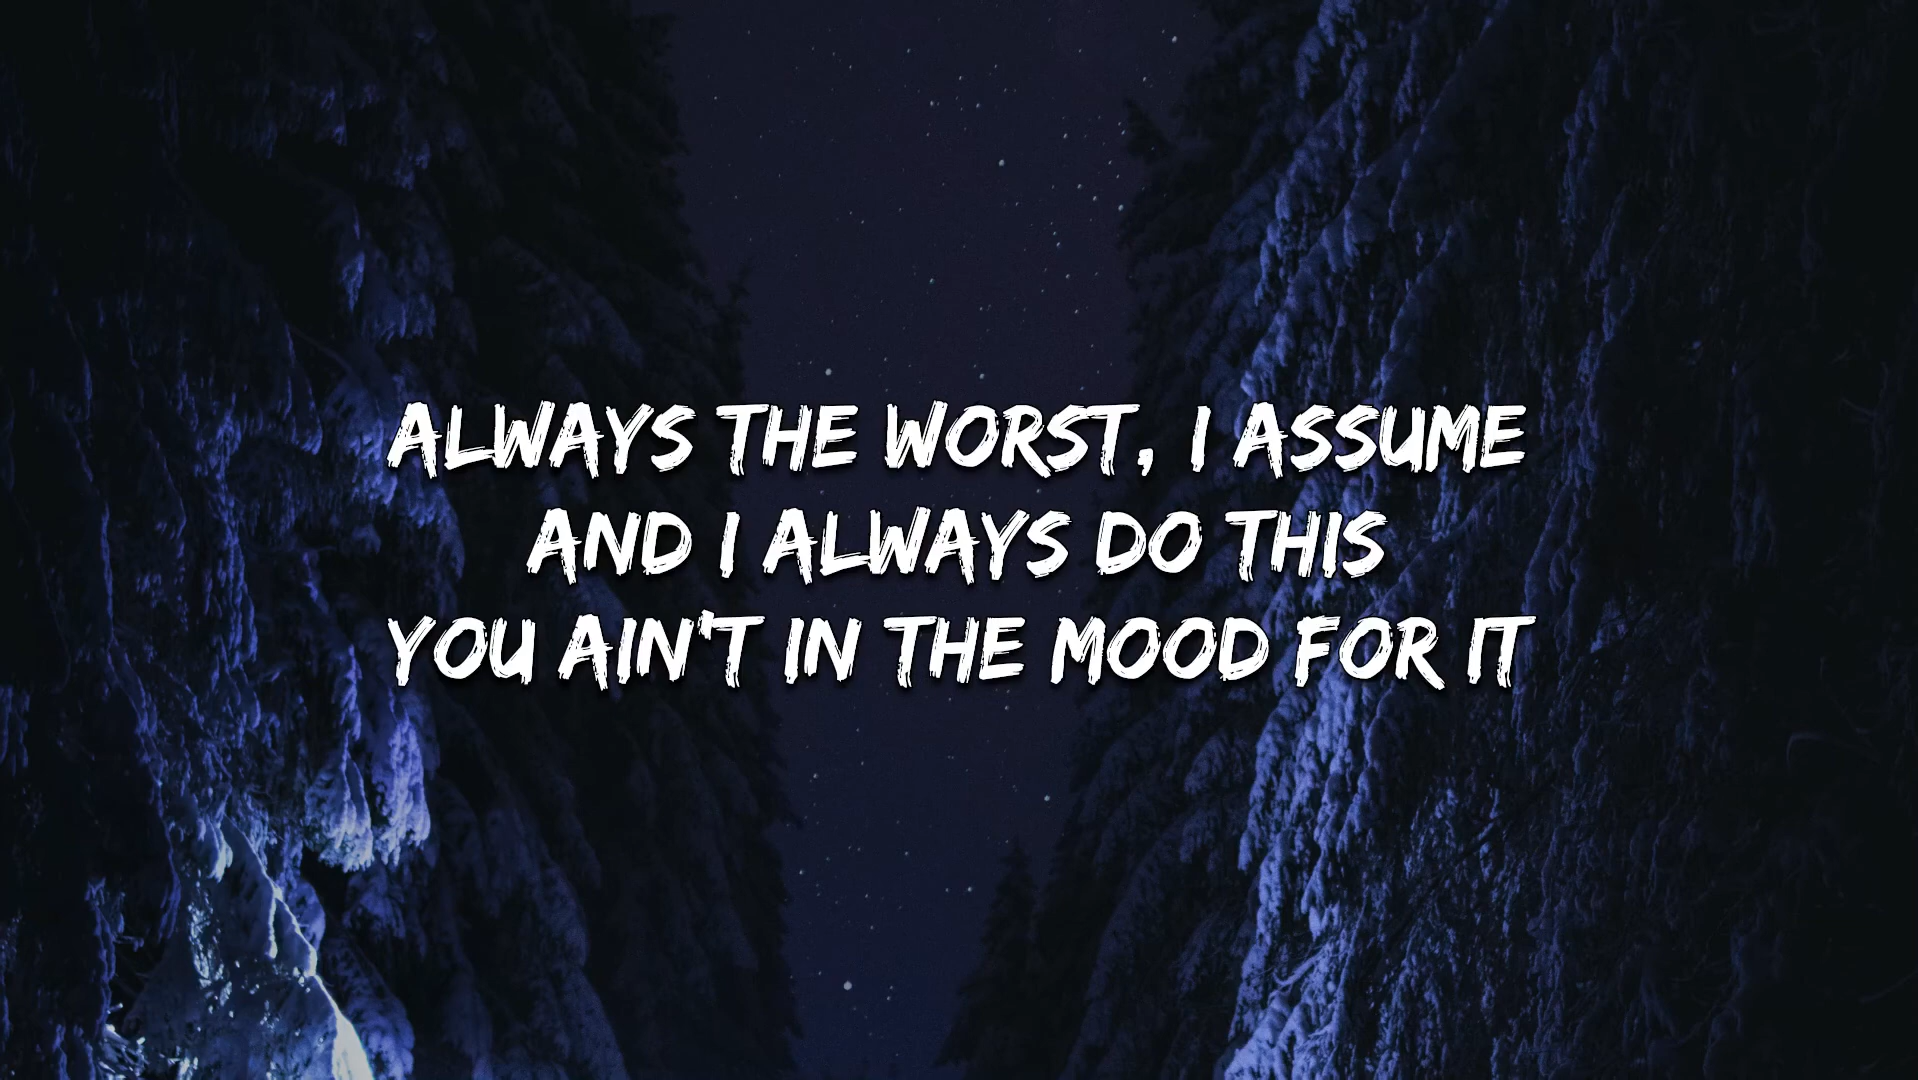 ALWAYS THE WORST, I ASSUME
AND I ALWAYS DO THIS
YOU AIN'T IN THE MOOD FOR IT